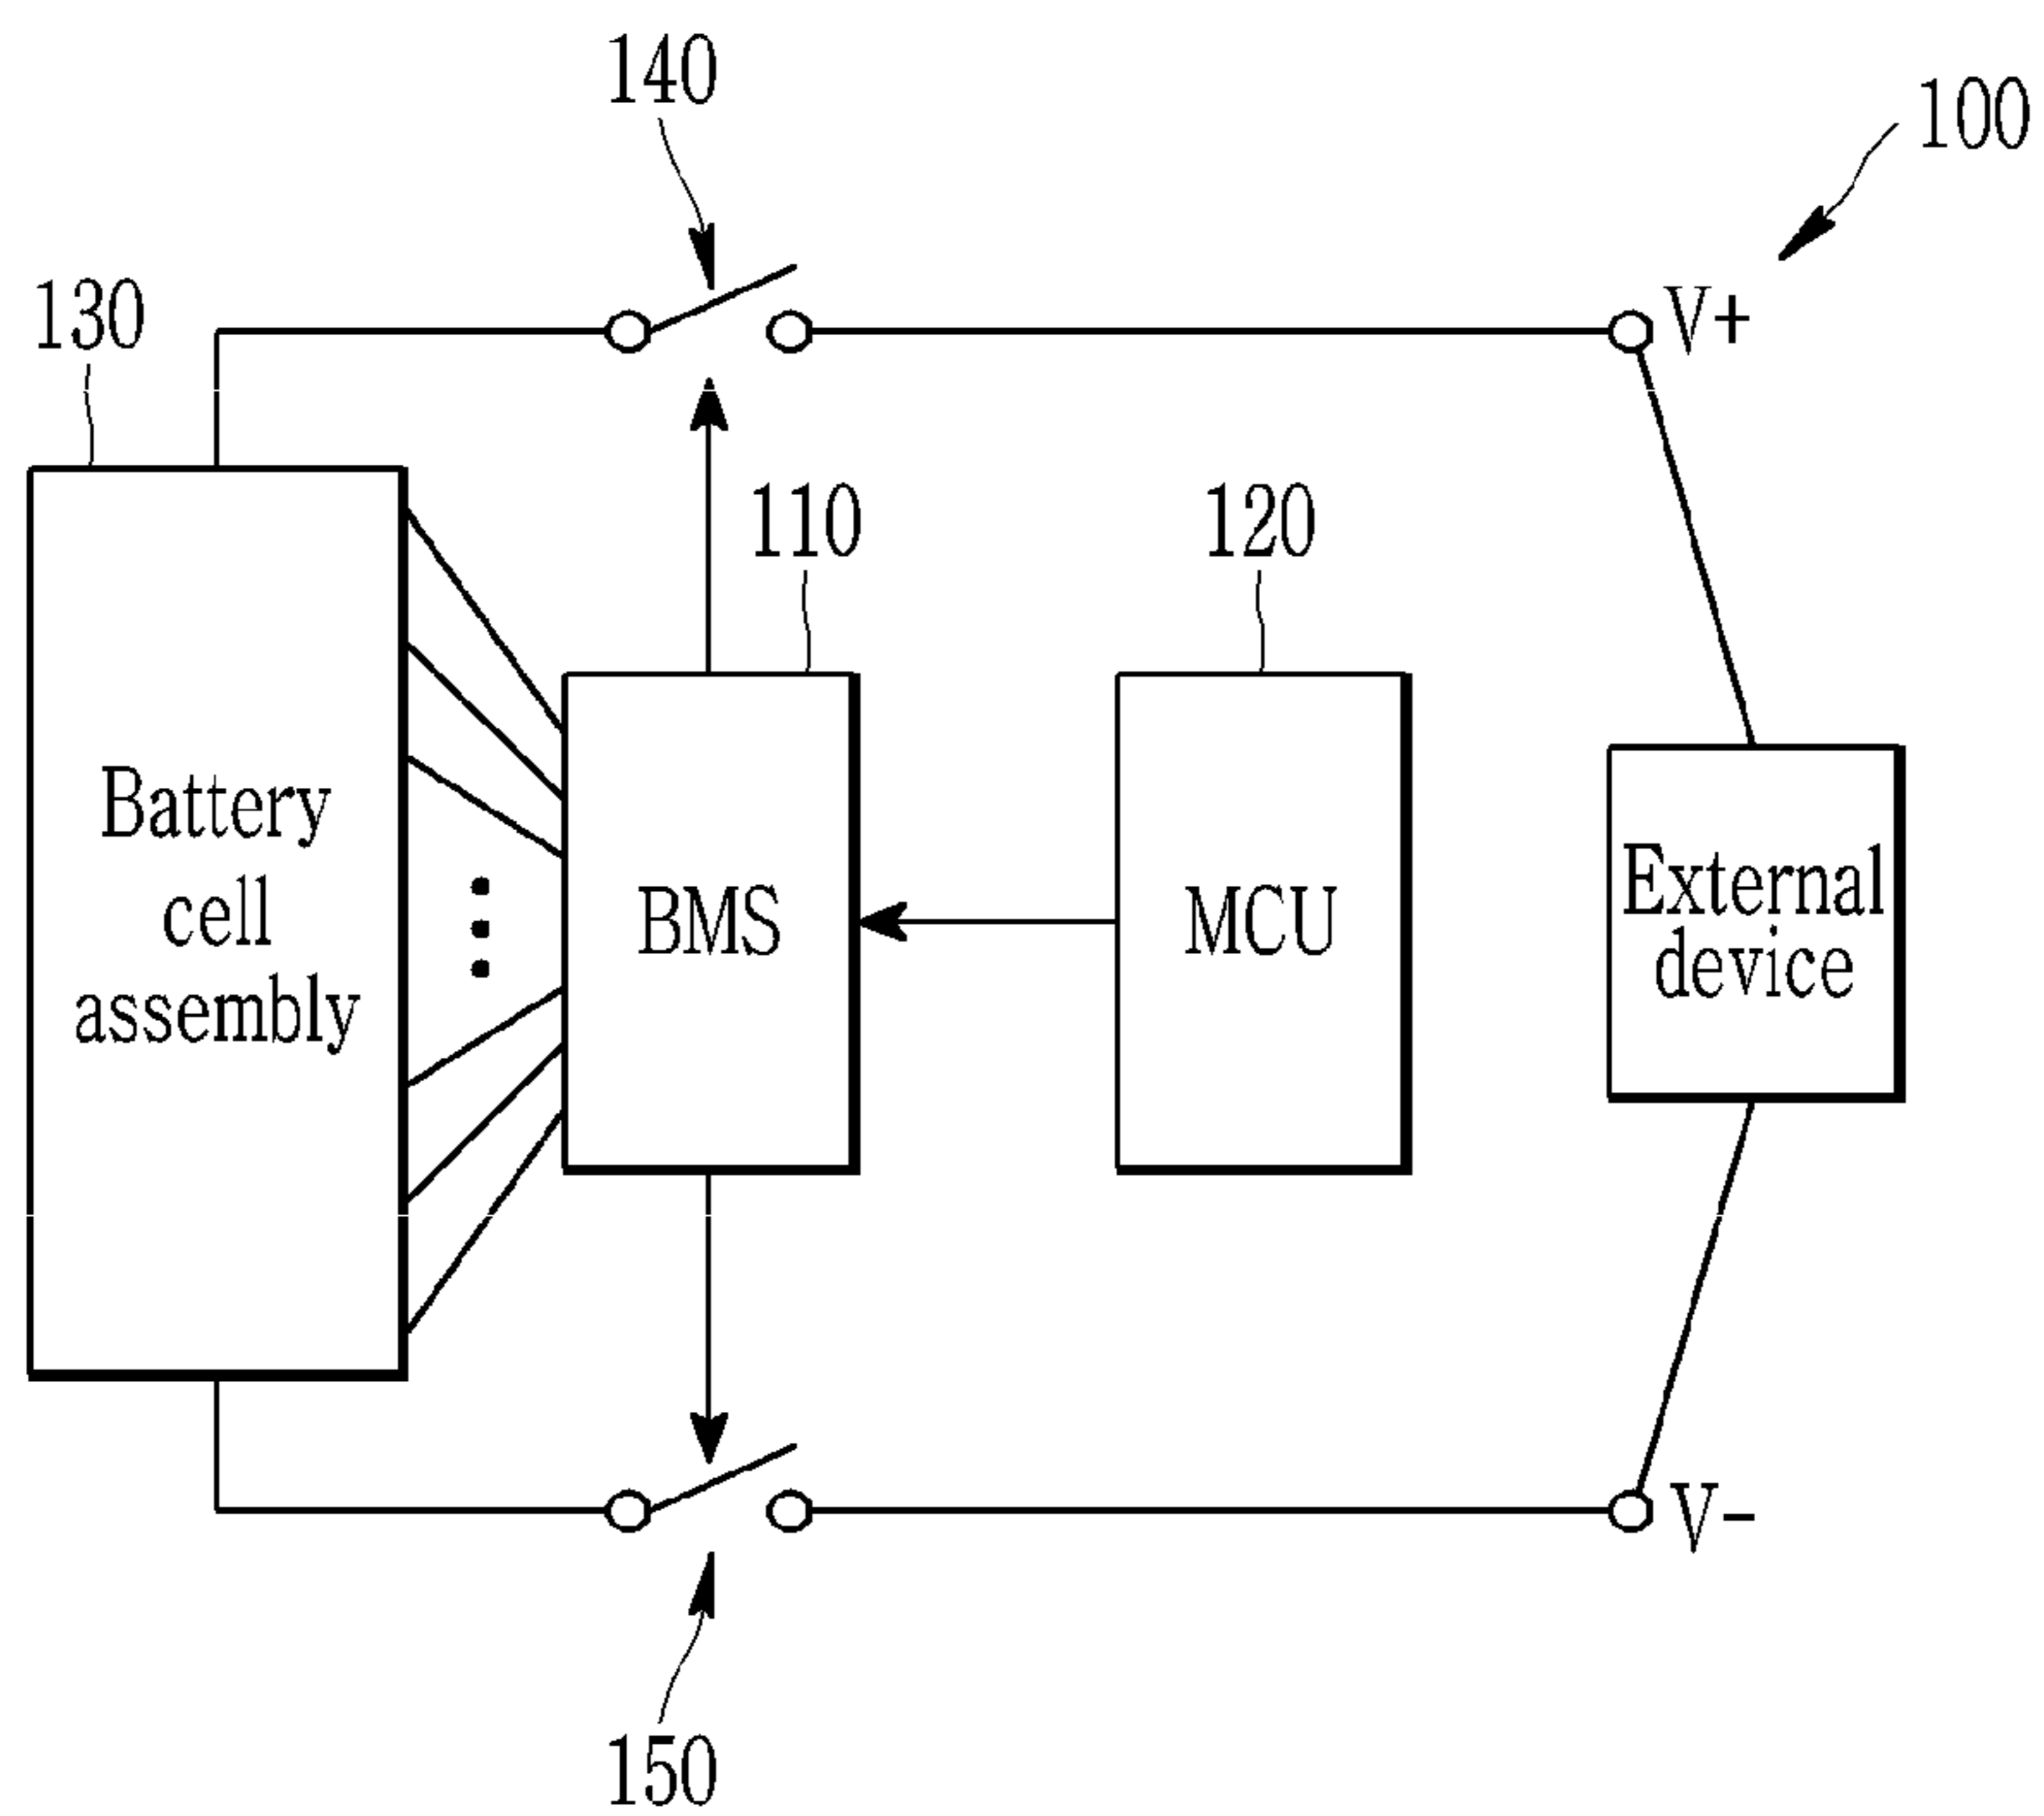 140
100
130
V+
110
120
Battery
cell
assembly
BMS
MCU
External
device
V-
150